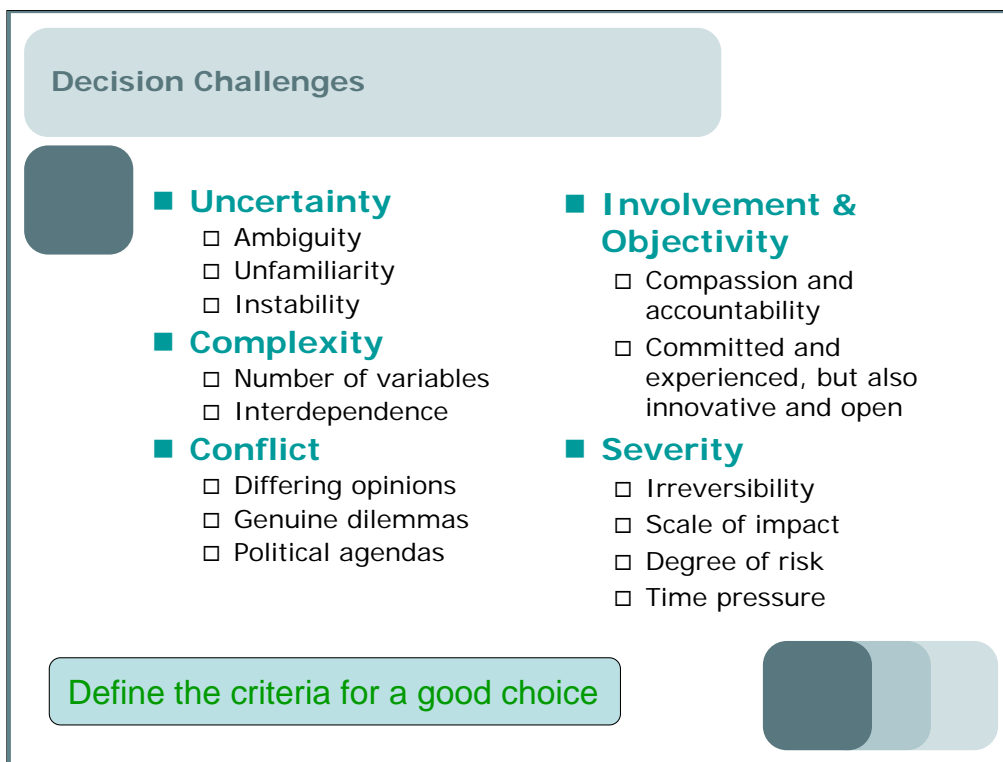 Decision Challenges
Uncertainty
Ambiguity
Unfamiliarity
Instability
Complexity
Number of variables
Interdependence
Conflict
Differing opinions
Genuine dilemmas
Political agendas
Involvement &
Objectivity
Compassion and
accountability
Committed and
experienced, but also
innovative and open
Severity
Irreversibility
Scale of impact
Degree of risk
Time pressure
Define the criteria for a good choice